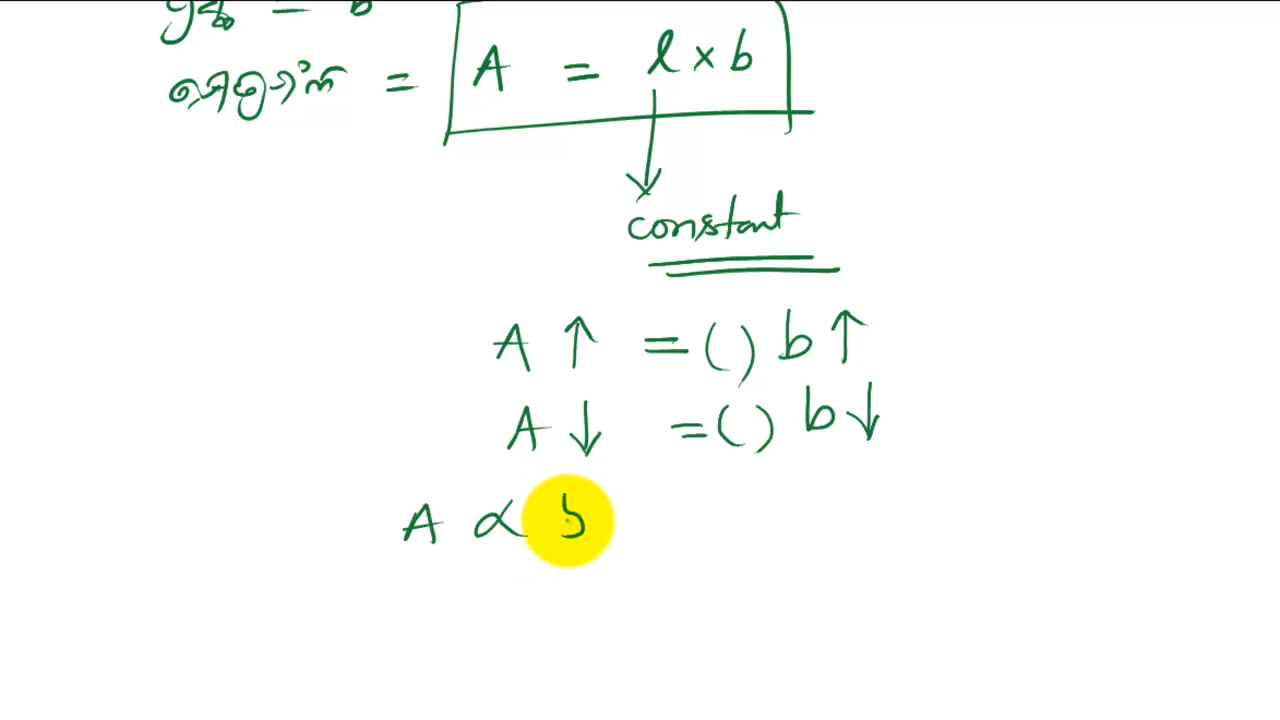 = b
= A = l × b
constant
A ↑ = ( ) b ↑
A ↓ = ( ) b ↓
A ∝ b